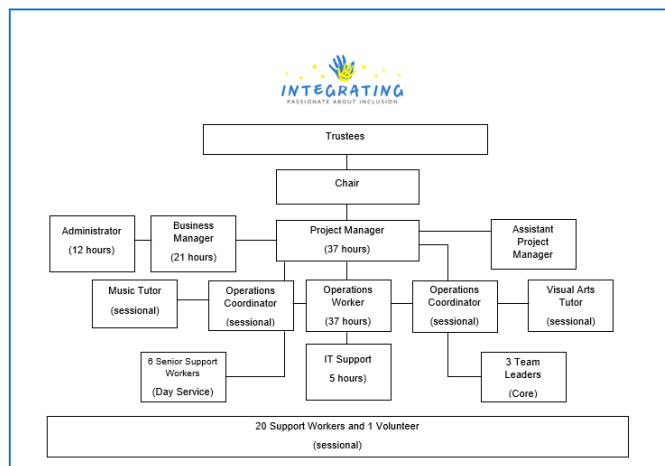 INTEGRATING
PASSIONATE ABOUT INCLUSION
Trustees
Chair
Administrator
(12 hours)
Business
Manager
(21 hours)
Project Manager
(37 hours)
Assistant
Project
Manager
Music Tutor
(sessional)
Operations
Coordinator
(sessional)
Operations
Worker
(37 hours)
Operations
Coordinator
(sessional)
Visual Arts
Tutor
(sessional)
6 Senior Support
Workers
(Day Service)
IT Support
5 hours)
3 Team
Leaders
(Core)
20 Support Workers and 1 Volunteer
(sessional)